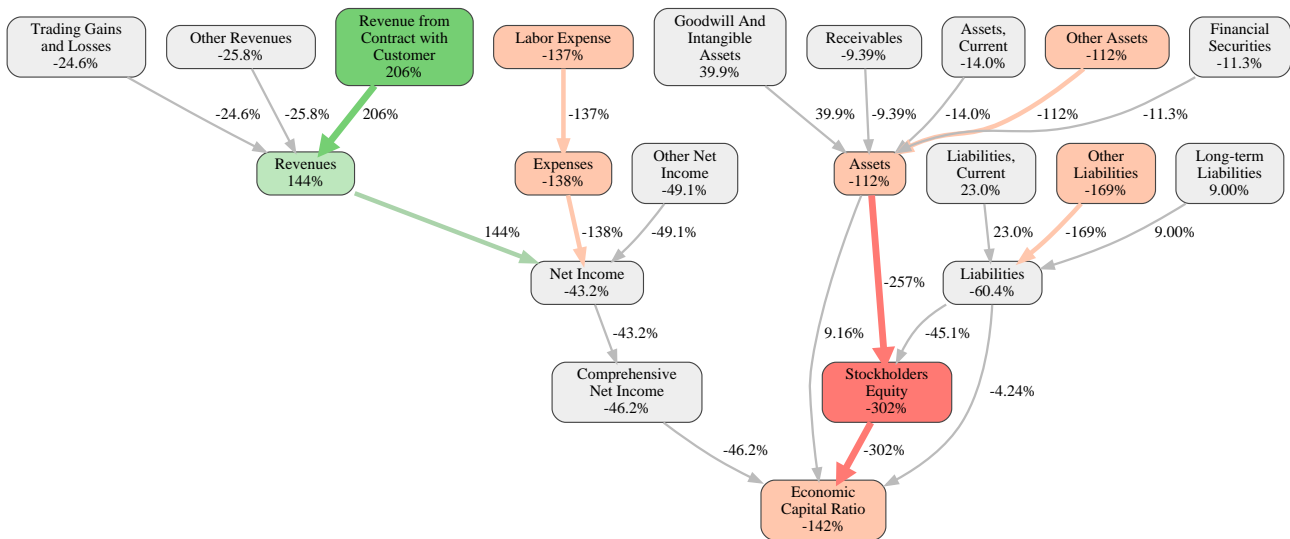 Trading Gains
and Losses
-24.6%
Other Revenues
-25.8%
Revenue from
Contract with
Customer
206%
Labor Expense
-137%
Goodwill And
Intangible
Assets
39.9%
Receivables
-9.39%
Assets,
Current
-14.0%
Other Assets
-112%
Financial
Securities
-11.3%
-24.6%
-25.8%
206%
-137%
39.9%
-9.39%
-14.0%
-112%
-11.3%
Revenues
144%
Expenses
-138%
Other Net
Income
-49.1%
Assets
-112%
Liabilities,
Current
23.0%
Other
Liabilities
-169%
Long-term
Liabilities
9.00%
144%
-138%
-49.1%
23.0%
-169%
9.00%
Net Income
-43.2%
-257%
Liabilities
-60.4%
-43.2%
9.16%
-45.1%
Comprehensive
Net Income
-46.2%
Stockholders
Equity
-302%
-4.24%
-46.2%
-302%
Economic
Capital Ratio
-142%